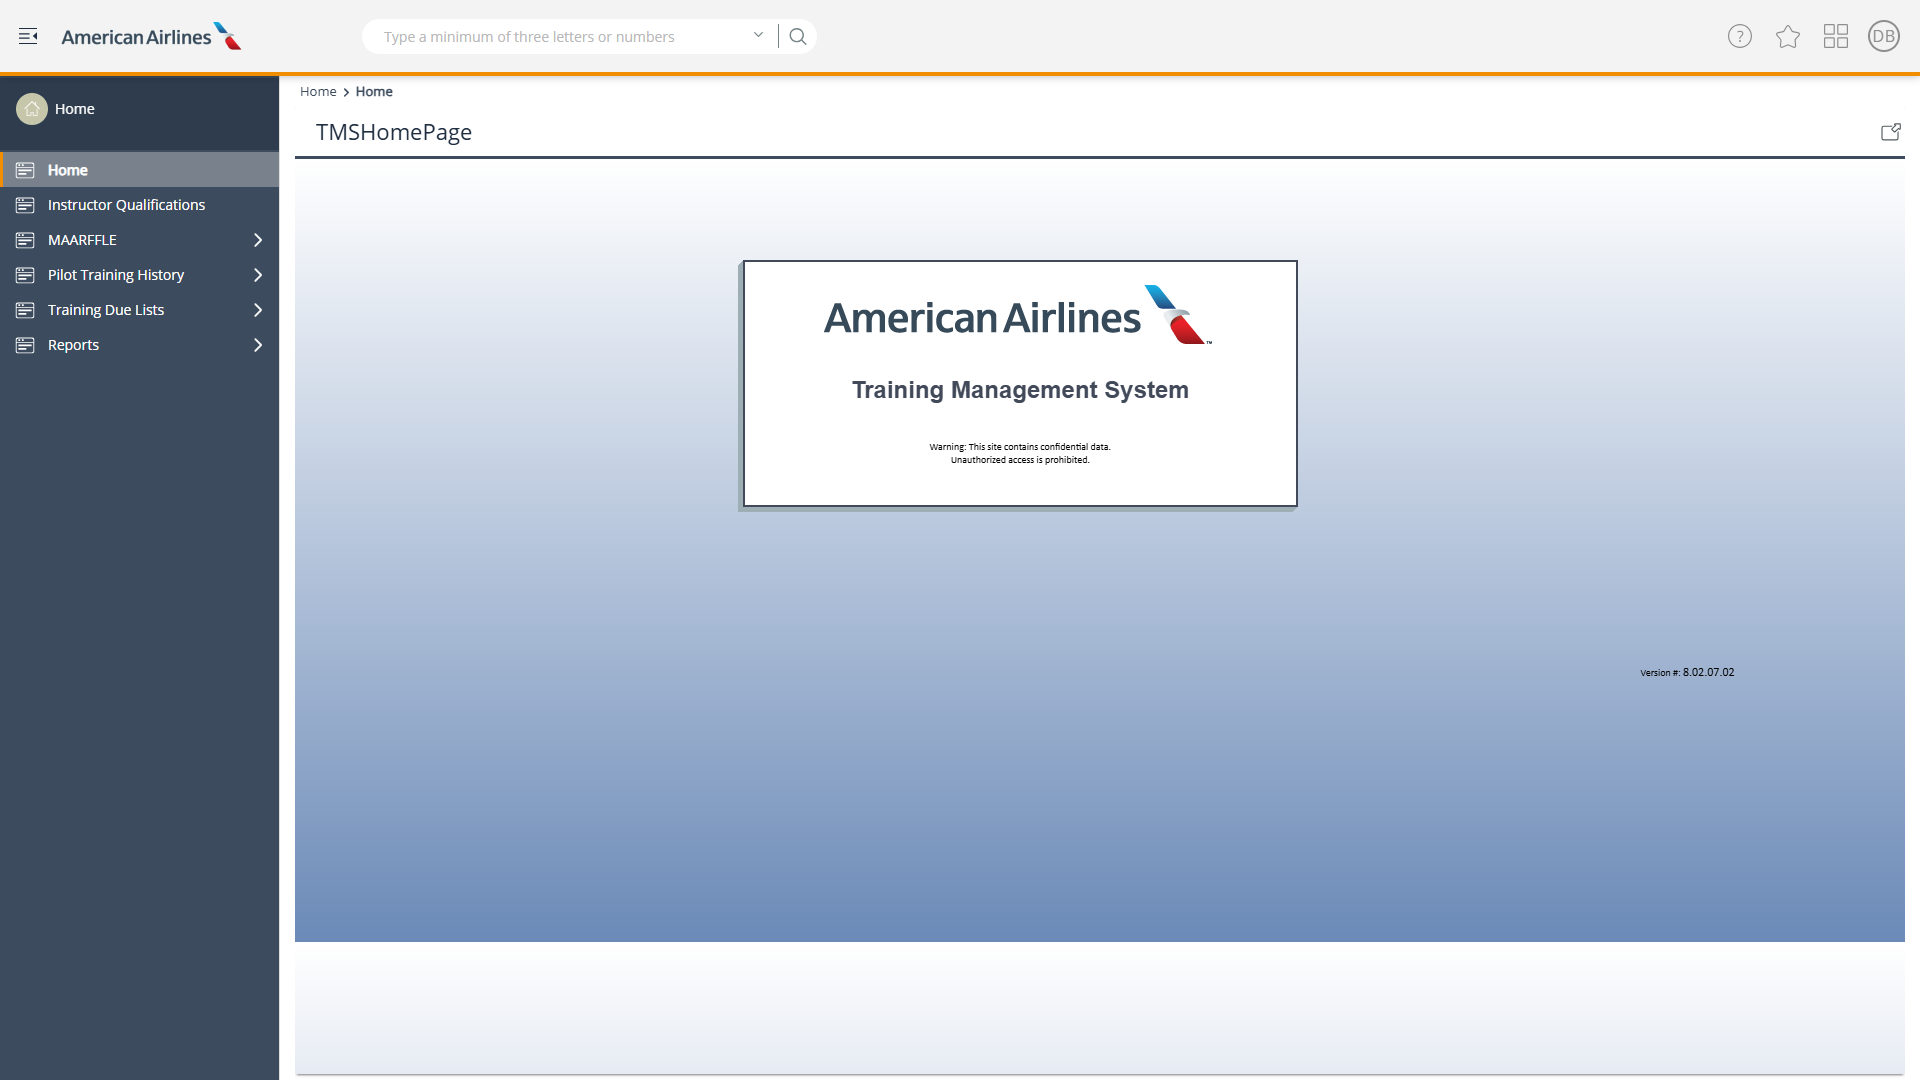 American Airlines
Type a minimum of three letters or numbers
?
DB
Home
Home
Instructor Qualifications
MAARFFLE
Pilot Training History
Training Due Lists
Reports
Home > Home
TMSHomePage
American Airlines™
Training Management System
Warning: This site contains confidential data.
Unauthorized access is prohibited.
Version #: 8.02.07.02